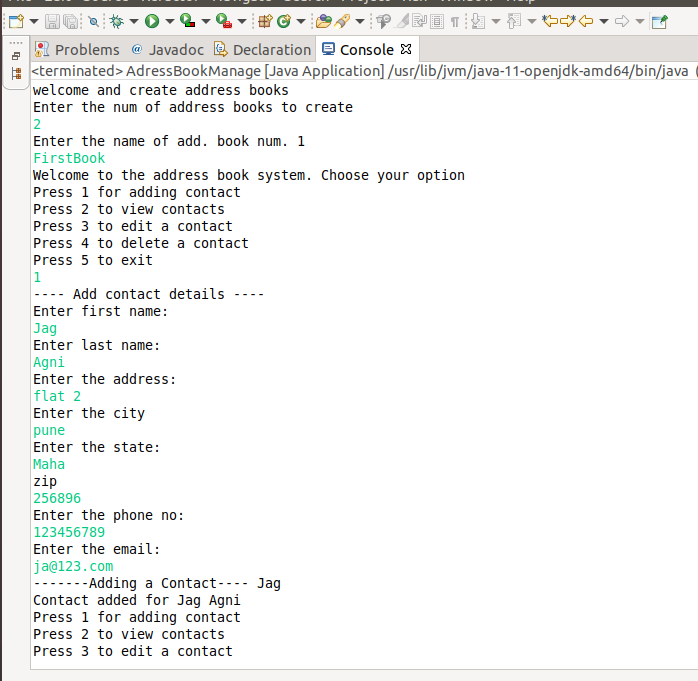 Problems @ Javadoc Declaration Console
<terminated> AdressBookManage [Java Application] /usr/lib/jvm/java-11-openjdk-amd64/bin/java (
welcome and create address books
Enter the num of address books to create
2
Enter the name of add. book num. 1
FirstBook
Welcome to the address book system. Choose your option
Press 1 for adding contact
Press 2 to view contacts
Press 3 to edit a contact
Press 4 to delete a contact
Press 5 to exit
1
---- Add contact details ----
Enter first name:
Jag
Enter last name:
Agni
Enter the address:
flat 2
Enter the city
pune
Enter the state:
Maha
zip
256896
Enter the phone no:
123456789
Enter the email:
ja@123.com
-------Adding a Contact---- Jag
Contact added for Jag Agni
Press 1 for adding contact
Press 2 to view contacts
Press 3 to edit a contact